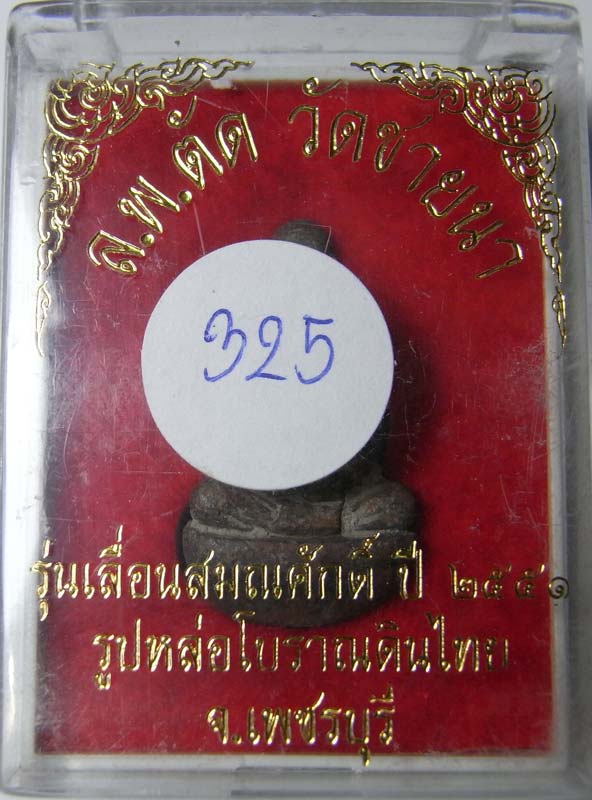 ล.พ.ตัด วัดชายนา
325
รุ่นเลื่อนสมณศักดิ์ ปี ๒๕๕๑
รูปหล่อโบราณดินไทย
จ.เพชรบุรี